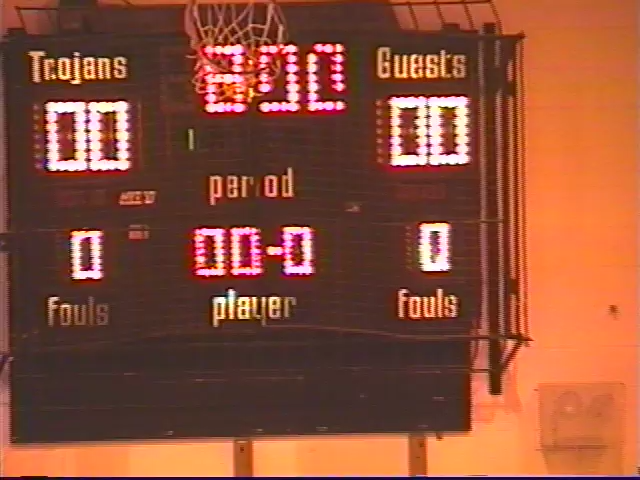 Trojans Guests
00 00
period
0 00-0 0
fouls player fouls